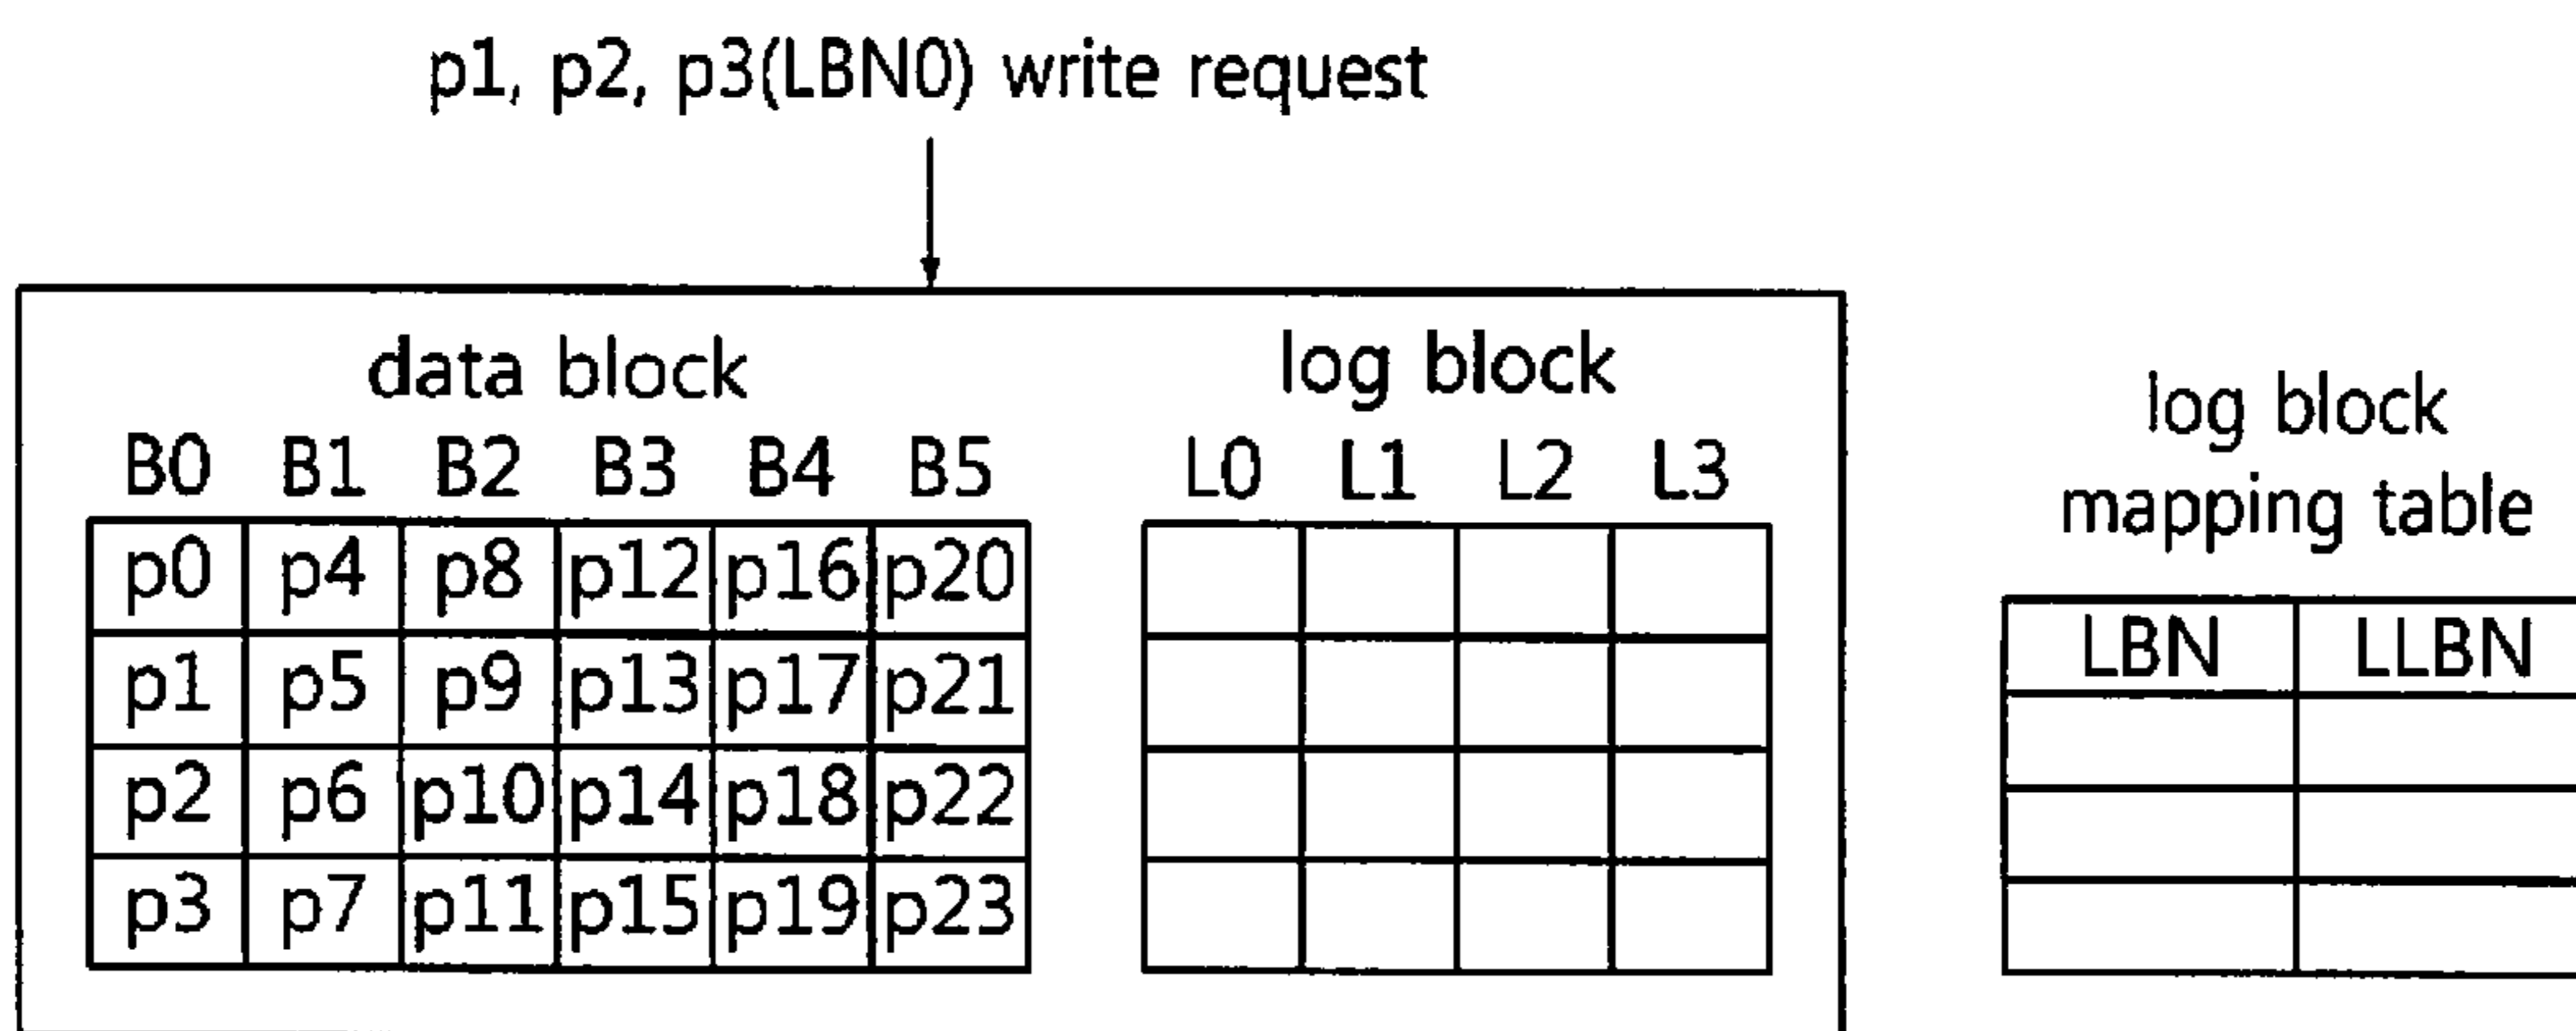 p1, p2, p3(LBN0) write request
data block
B0 B1 B2 B3 B4 B5
p0 p4 p8 p12 p16 p20
p1 p5 p9 p13 p17 p21
p2 p6 p10 p14 p18 p22
p3 p7 p11 p15 p19 p23
log block
L0 L1 L2 L3
log block
mapping table
LBN LLBN